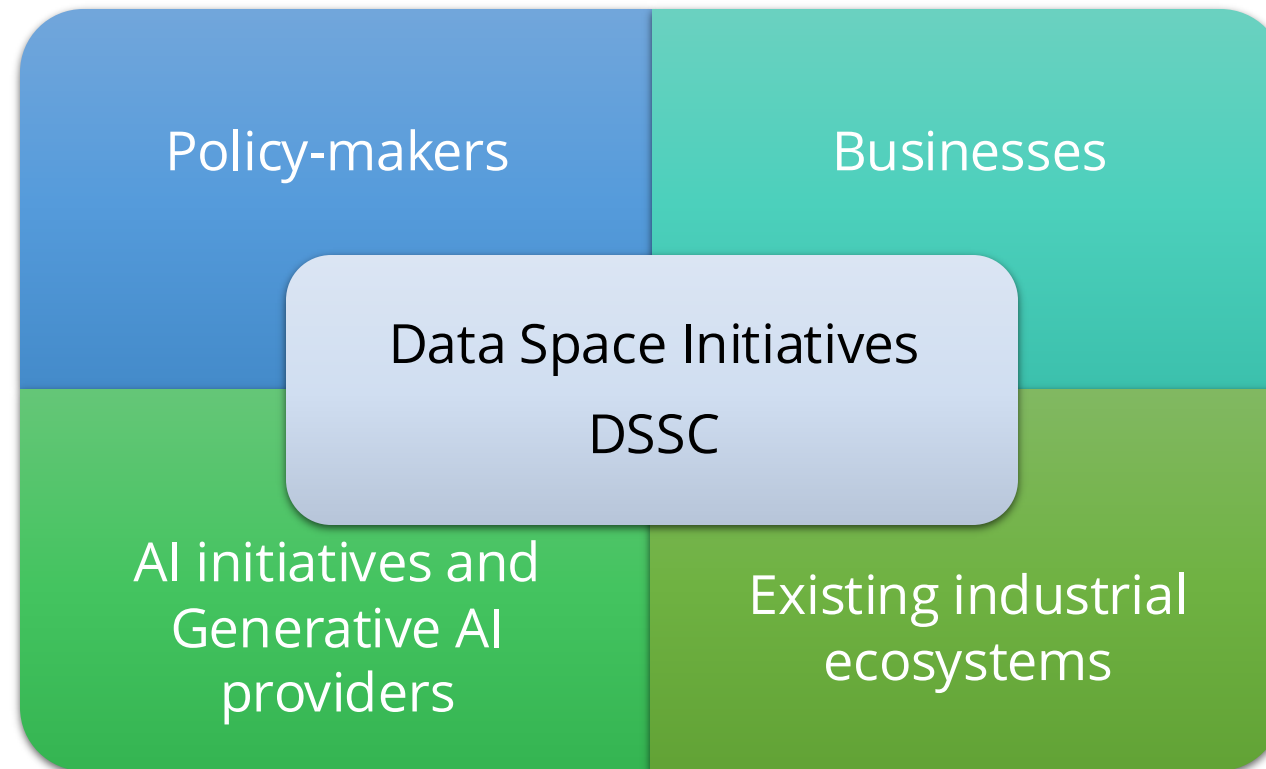 Policy-makers
Businesses
Data Space Initiatives
DSSC
AI initiatives and
Generative AI
providers
Existing industrial
ecosystems